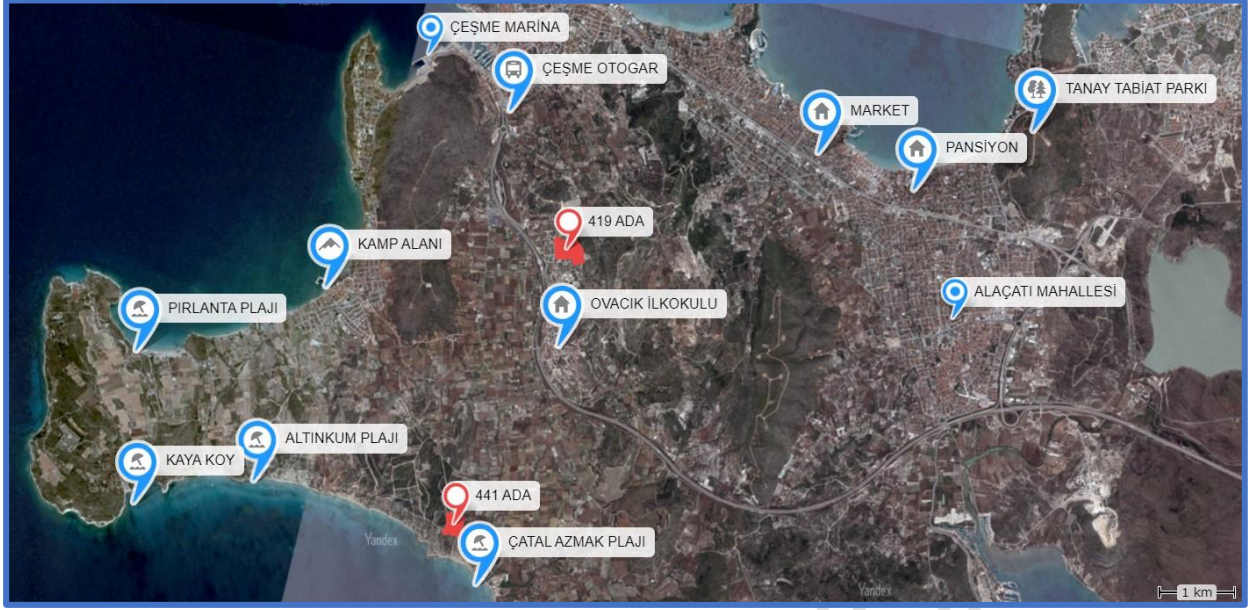 Yandex
ÇEŞME MARİNA
ÇEŞME OTOGAR
TANAY TABİAT PARKI
MARKET
PANSİYON
419 ADA
KAMP ALANI
ALAÇATI MAHALLESİ
PIRLANTA PLAJI
OVACIK İLKOKULU
ALTINKUM PLAJI
KAYA KOY
441 ADA
Yandex
ÇATAL AZMAK PLAJI
Yandex
1 km